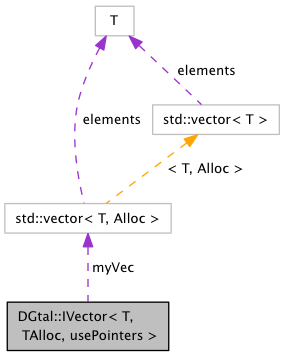 T
elements
elements
std::vector< T >
< T, Alloc >
std::vector< T, Alloc >
myVec
DGtal::IVector< T,
TAlloc, usePointers >